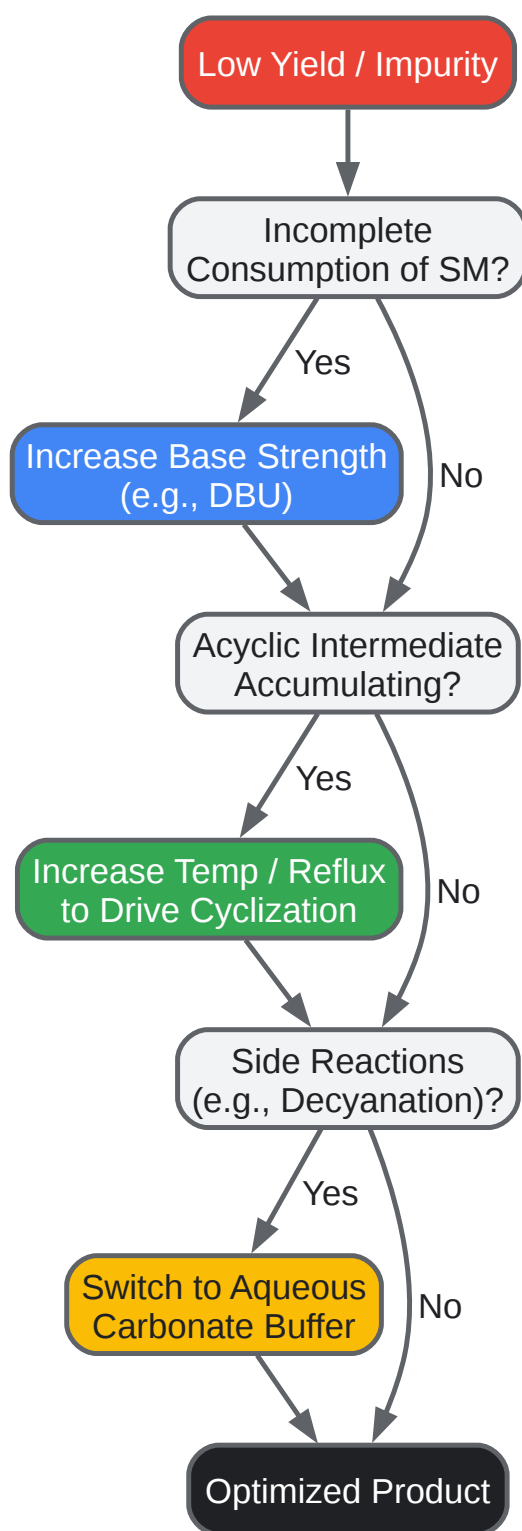 Low Yield / Impurity
Incomplete
Consumption of SM?
Yes
Increase Base Strength
(e.g., DBU)
No
Acyclic Intermediate
Accumulating?
Yes
Increase Temp / Reflux
to Drive Cyclization
No
Side Reactions
(e.g., Decyanation)?
Yes
Switch to Aqueous
Carbonate Buffer
No
Optimized Product